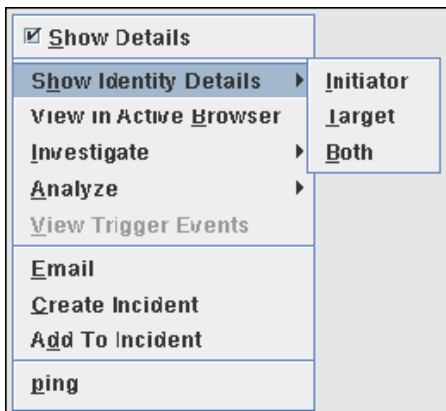 Show Details
Show Identity Details
Initiator
Target
Both
View in Active Browser
Investigate
Analyze
View Trigger Events
Email
Create Incident
Add To Incident
ping